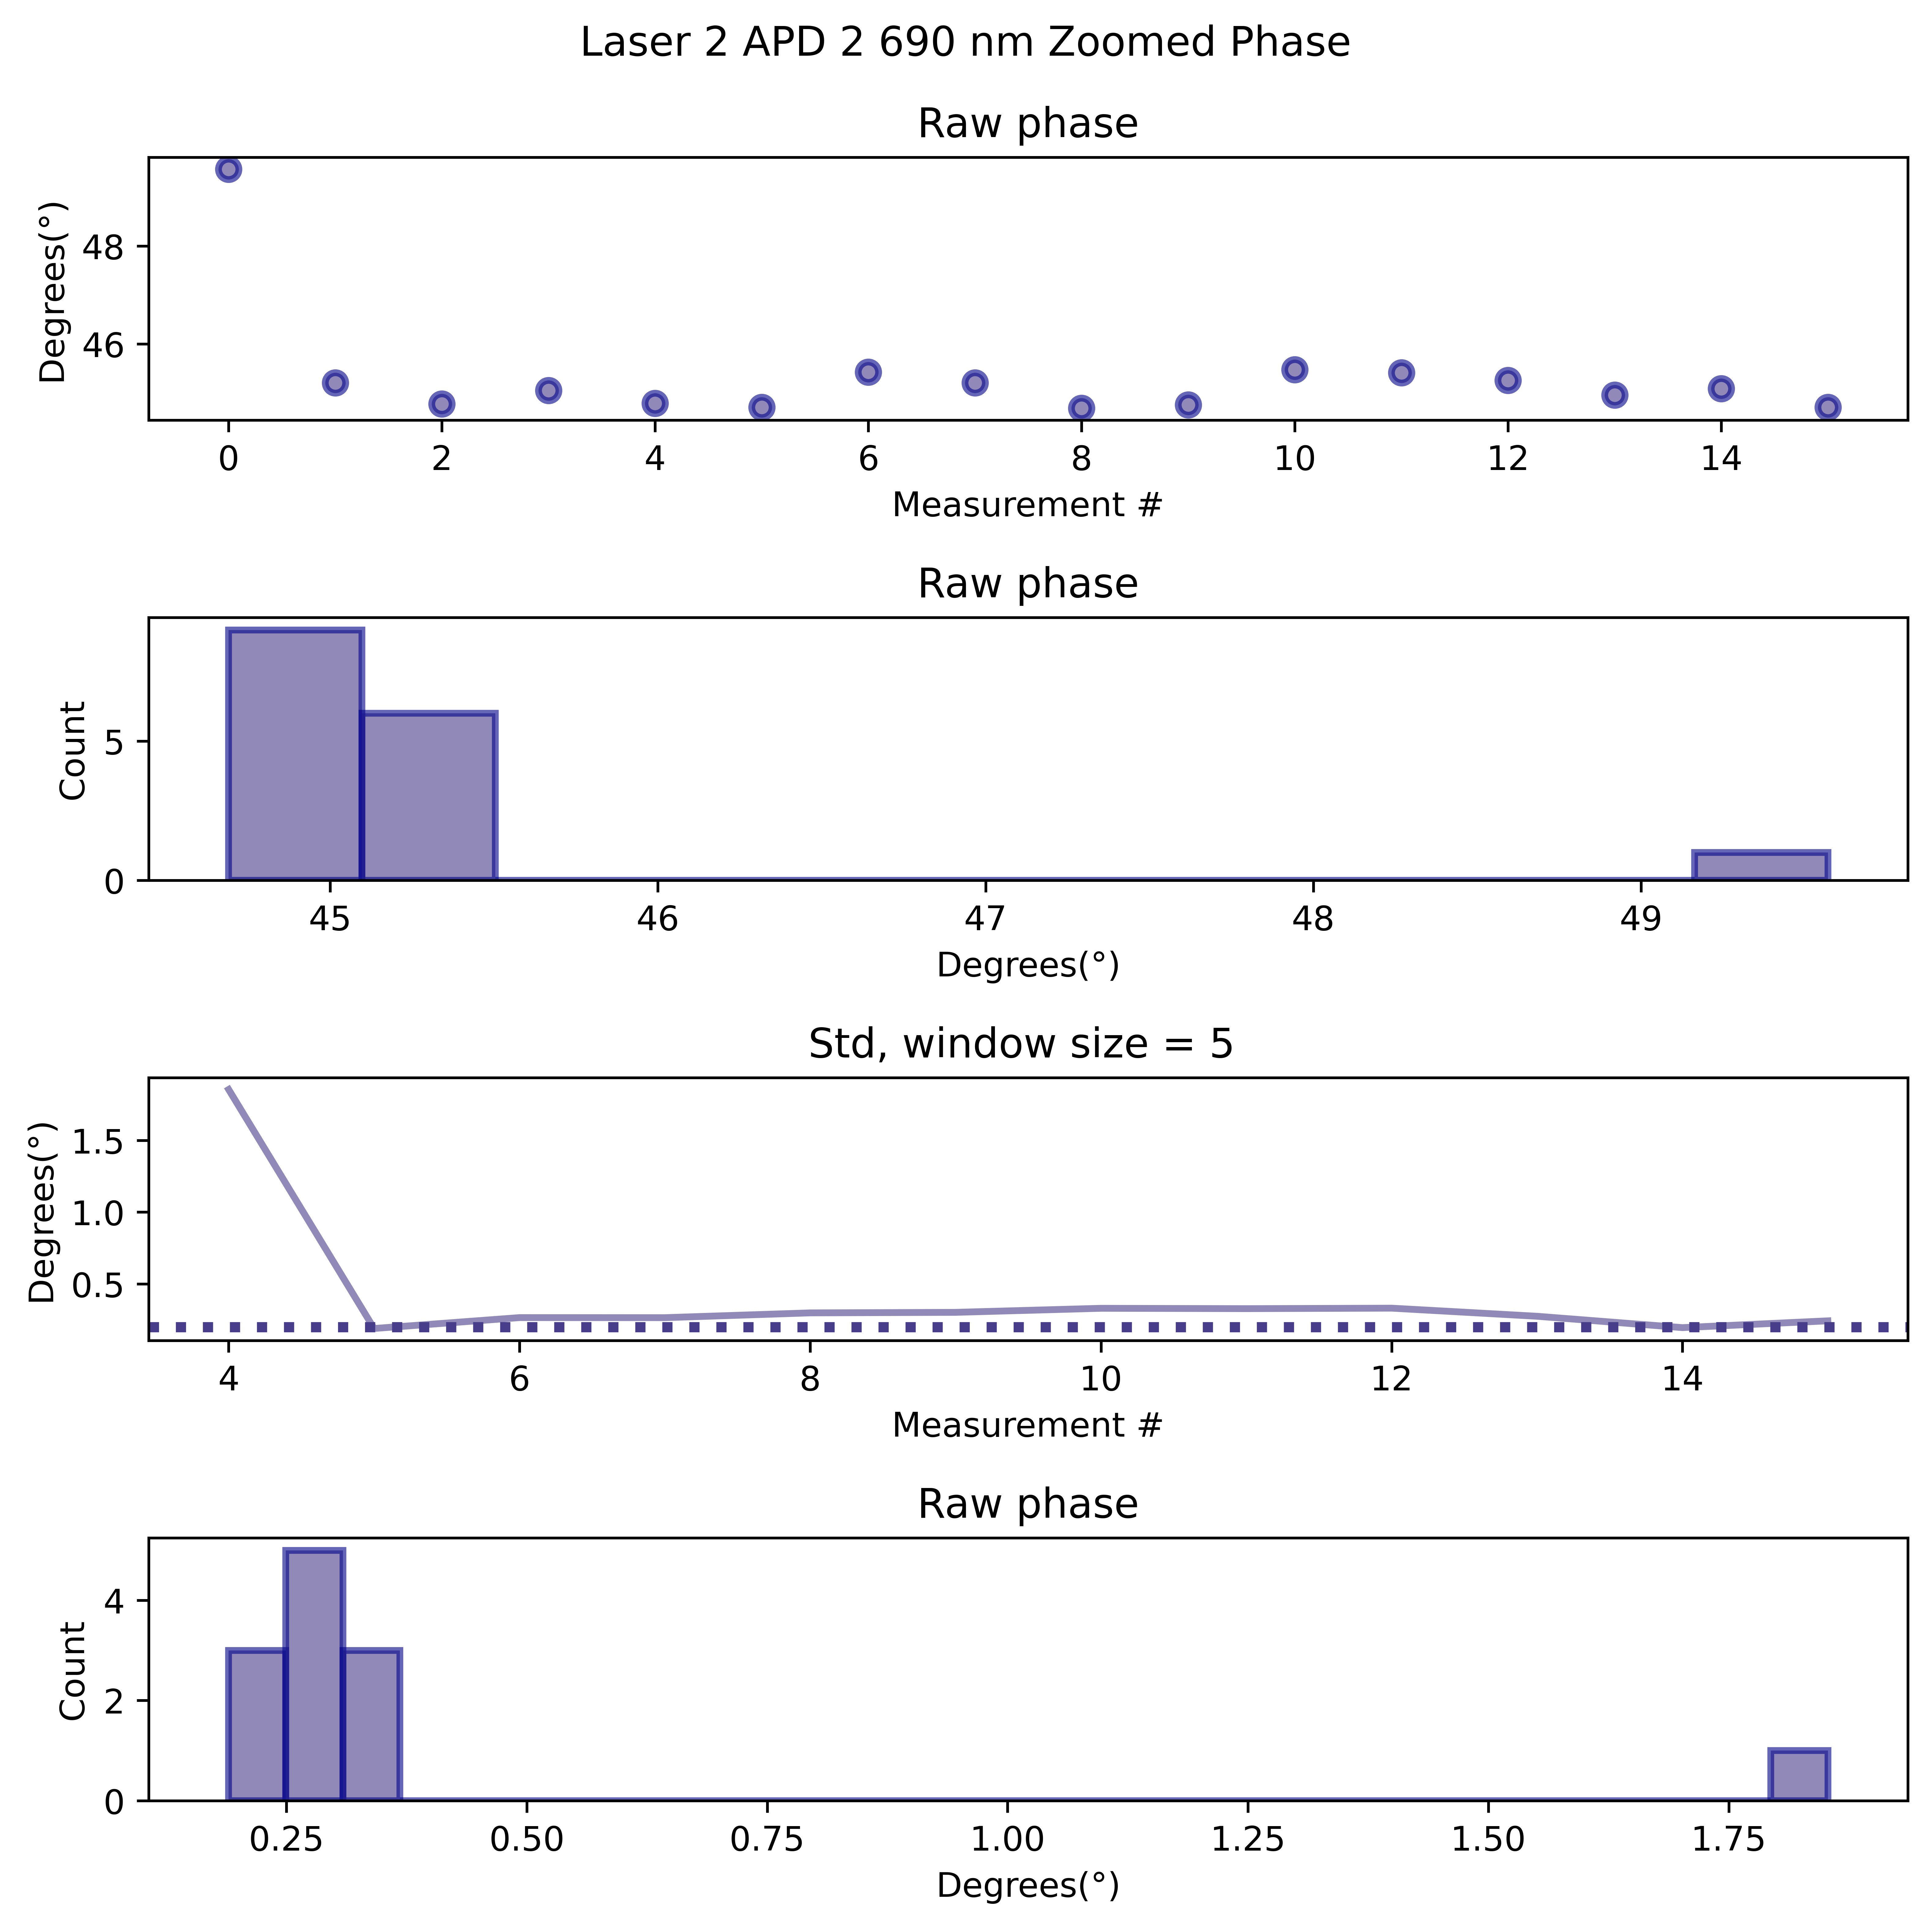 Laser 2 APD 2 690 nm Zoomed Phase
Raw phase
Degrees(°)
48
46
0 2 4 6 8 10 12 14
Measurement #
Raw phase
Count
5
0
45 46 47 48 49
Degrees(°)
Std, window size = 5
Degrees(°)
1.5
1.0
0.5
4 6 8 10 12 14
Measurement #
Raw phase
Count
4
2
0
0.25 0.50 0.75 1.00 1.25 1.50 1.75
Degrees(°)